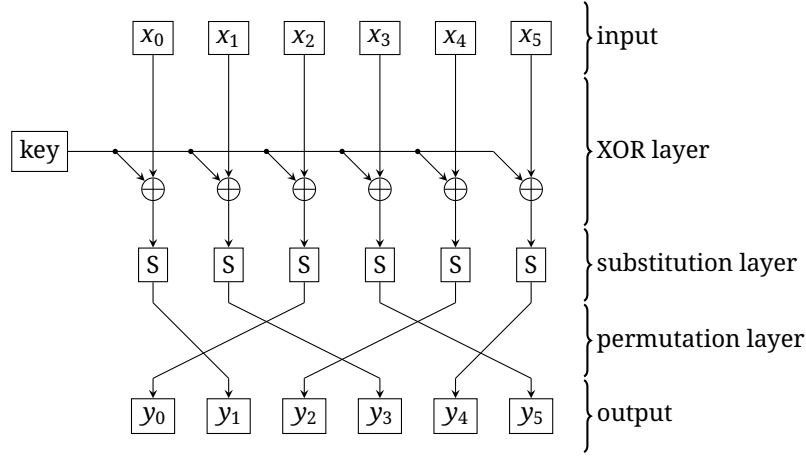 x₀ x₁ x₂ x₃ x₄ x₅ input
key XOR layer
S S S S S S substitution layer
permutation layer
y₀ y₁ y₂ y₃ y₄ y₅ output